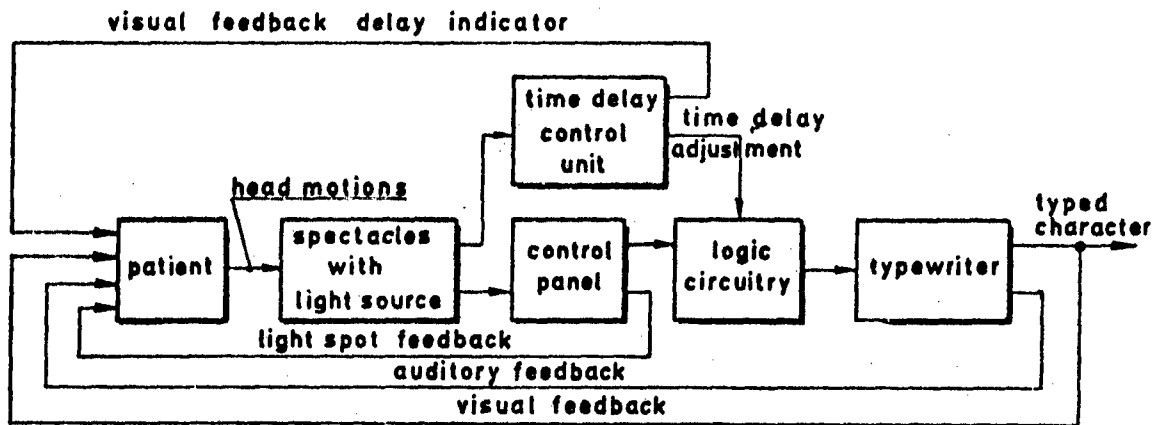 visual feedback delay indicator
time delay
control
unit
time delay
adjustment
head motions
typed
character
patient
spectacles
with
light source
control
panel
logic
circuitry
typewriter
light spot feedback
auditory feedback
visual feedback